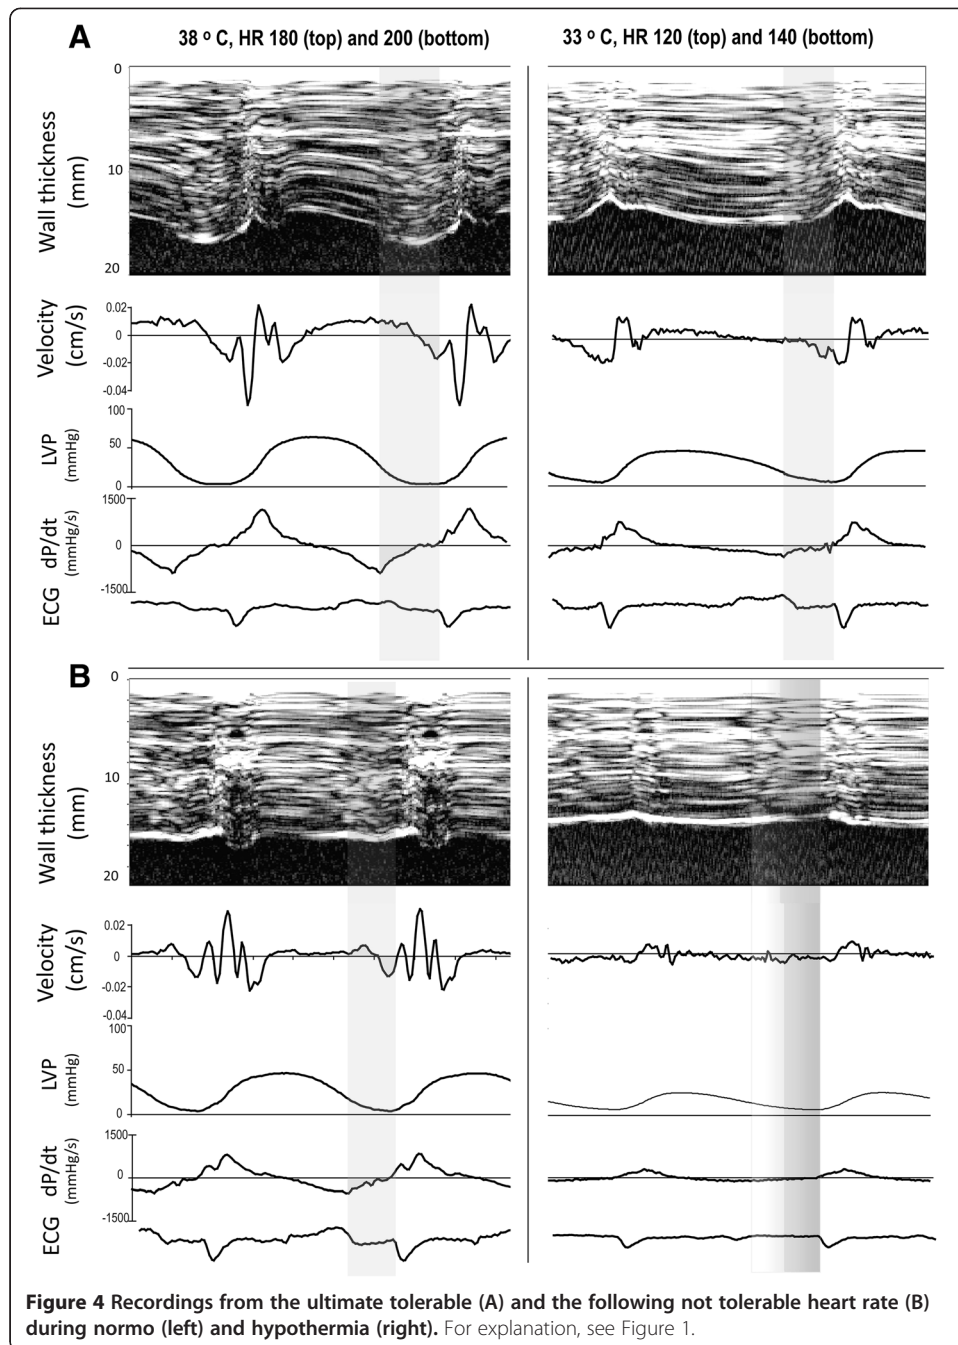 A
38 º C, HR 180 (top) and 200 (bottom)
33 º C, HR 120 (top) and 140 (bottom)
Wall thickness
(mm)
0
10
20
Velocity
(cm/s)
0.02
0
-0.02
-0.04
LVP
(mmHg)
100
50
0
dP/dt
(mmHg/s)
1500
0
-1500
ECG
B
Wall thickness
(mm)
0
10
20
Velocity
(cm/s)
0.02
0
-0.02
-0.04
LVP
(mmHg)
100
50
0
dP/dt
(mmHg/s)
1500
0
-1500
ECG
Figure 4 Recordings from the ultimate tolerable (A) and the following not tolerable heart rate (B)
during normo (left) and hypothermia (right). For explanation, see Figure 1.